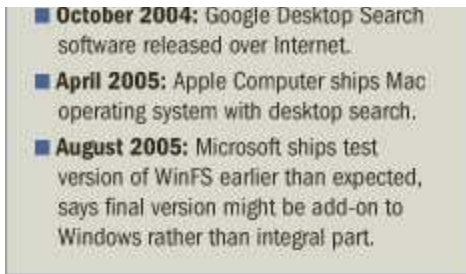 October 2004: Google Desktop Search
software released over Internet.
April 2005: Apple Computer ships Mac
operating system with desktop search.
August 2005: Microsoft ships test
version of WinFS earlier than expected,
says final version might be add-on to
Windows rather than integral part.